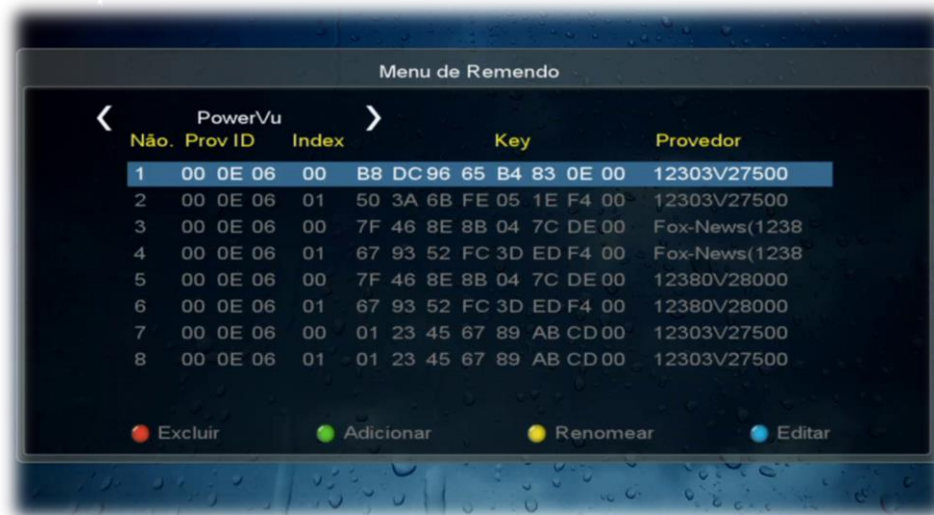 Menu de Remendo
PowerVu
Não. Prov ID Index Key Provedor
1 00 0E 06 00 B8 DC 96 65 B4 83 0E 00 12303V27500
2 00 0E 06 01 50 3A 6B FE 05 1E F4 00 12303V27500
3 00 0E 06 00 7F 46 8E 8B 04 7C DE 00 Fox-News(1238
4 00 0E 06 01 67 93 52 FC 3D ED F4 00 Fox-News(1238
5 00 0E 06 00 7F 46 8E 8B 04 7C DE 00 12380V28000
6 00 0E 06 01 67 93 52 FC 3D ED F4 00 12380V28000
7 00 0E 06 00 01 23 45 67 89 AB CD 00 12303V27500
8 00 0E 06 01 01 23 45 67 89 AB CD 00 12303V27500
Excluir Adicionar Renomear Editar